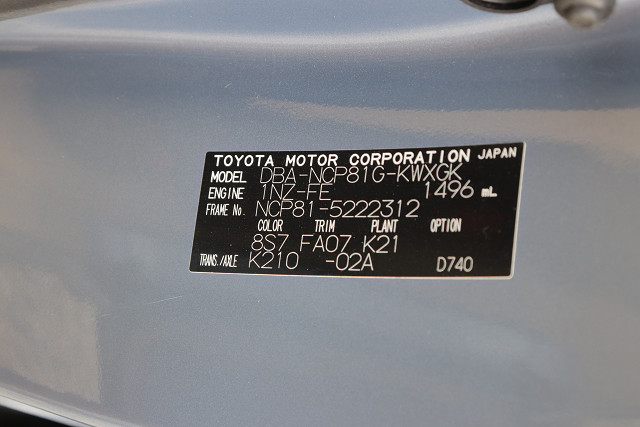 TOYOTA MOTOR CORPORATION JAPAN
MODEL DBA-NCP81G-KWXGK
ENGINE 1NZ-FE 1496 mL
FRAME No. NCP81-5222312
COLOR TRIM PLANT OPTION
8S7 FA07 K21
TRANS./AXLE K210 -02A D740